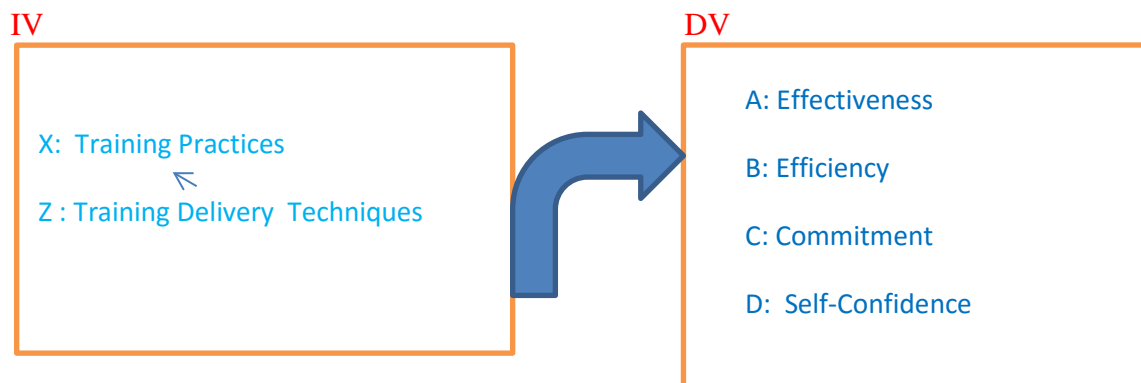 IV
DV
X: Training Practices
Z : Training Delivery Techniques
A: Effectiveness
B: Efficiency
C: Commitment
D: Self-Confidence